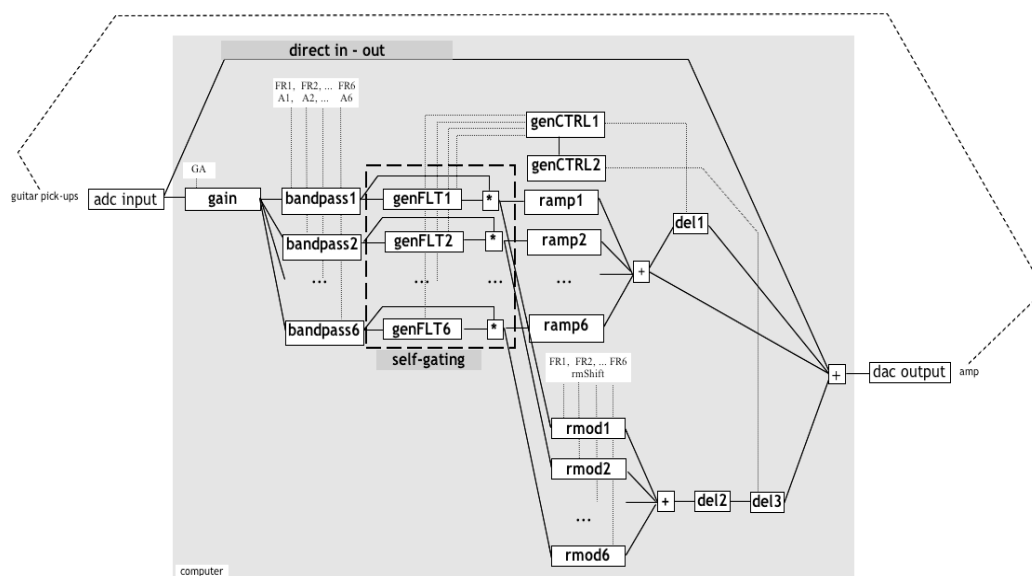 direct in - out
FR1, FR2, ... FR6
A1, A2, ... A6
genCTRL1
genCTRL2
GA
guitar pick-ups
adc input
gain
bandpass1
genFLT1
*
ramp1
del1
bandpass2
genFLT2
*
ramp2
...
...
...
...
+
bandpass6
genFLT6
*
ramp6
self-gating
FR1, FR2, ... FR6
rmShift
+
dac output
amp
rmod1
rmod2
+
del2
del3
...
rmod6
computer